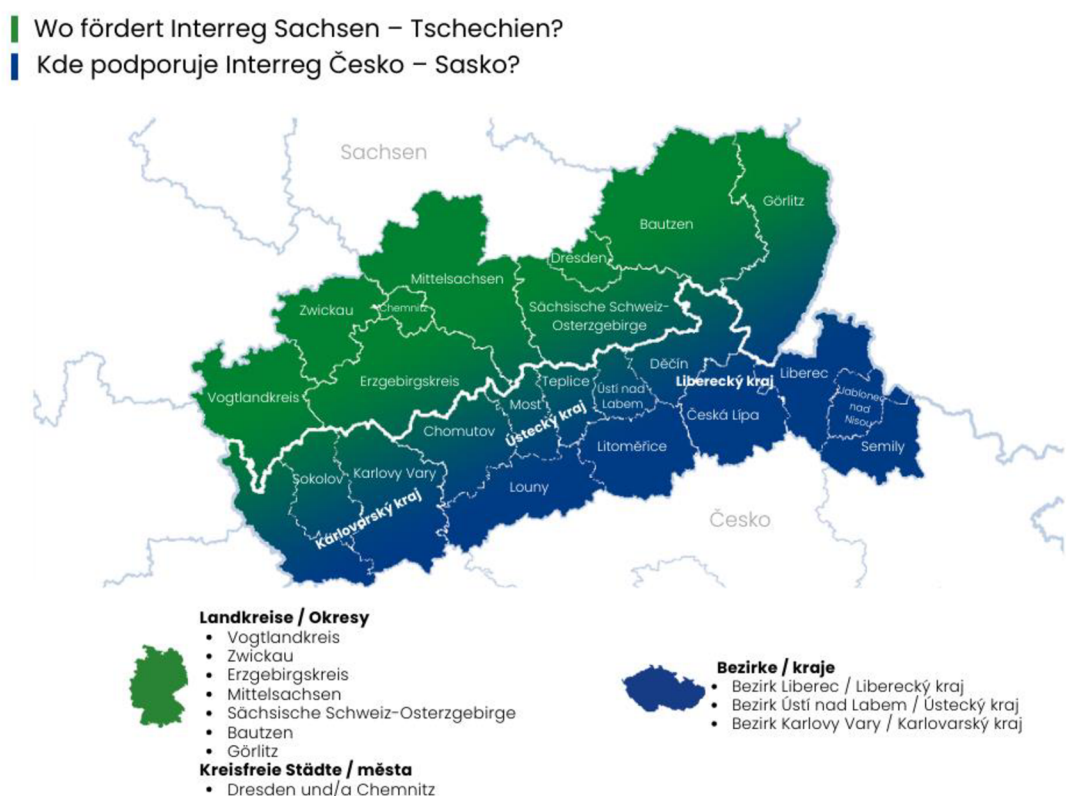 Wo fördert Interreg Sachsen – Tschechien?
Kde podporuje Interreg Česko – Sasko?
Sachsen
Görlitz
Bautzen
Dresden
Mittelsachsen
Zwickau
Chemnitz
Sächsische Schweiz-
Osterzgebirge
Děčín
Liberec
Teplice
Erzgebirgskreis
Liberecký kraj
Vogtlandkreis
Ústí nad
Labem
Jablonec
nad
Nisou
Most
Česká Lípa
Chomutov
Ústecký kraj
Litoměřice
Semily
Sokolov
Karlovy Vary
Louny
Karlovarský kraj
Česko
Landkreise / Okresy
• Vogtlandkreis
• Zwickau
• Erzgebirgskreis
• Mittelsachsen
• Sächsische Schweiz-Osterzgebirge
• Bautzen
• Görlitz
Kreisfreie Städte / města
• Dresden und/a Chemnitz
Bezirke / kraje
• Bezirk Liberec / Liberecký kraj
• Bezirk Ústí nad Labem / Ústecký kraj
• Bezirk Karlovy Vary / Karlovarský kraj